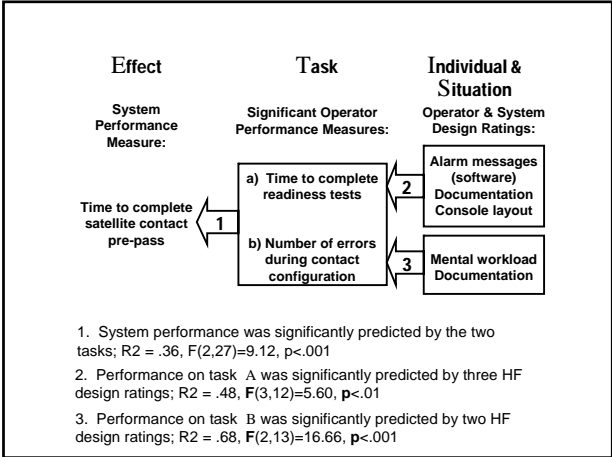 Effect
Task
Individual &
Situation
System
Performance
Measure:
Significant Operator
Performance Measures:
Operator & System
Design Ratings:
Time to complete
satellite contact
pre-pass
1
a) Time to complete
readiness tests
b) Number of errors
during contact
configuration
2
Alarm messages
(software)
Documentation
Console layout
3
Mental workload
Documentation
1. System performance was significantly predicted by the two
tasks; R2 = .36, F(2,27)=9.12, p<.001
2. Performance on task A was significantly predicted by three HF
design ratings; R2 = .48, F(3,12)=5.60, p<.01
3. Performance on task B was significantly predicted by two HF
design ratings; R2 = .68, F(2,13)=16.66, p<.001